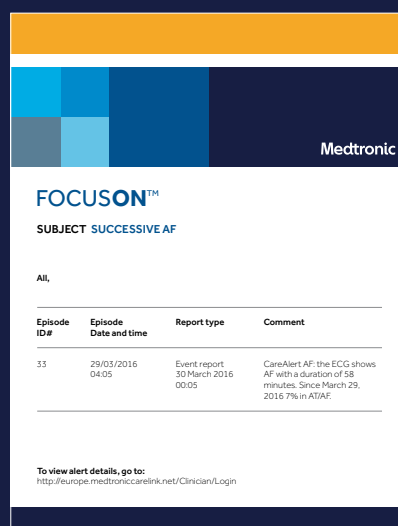 Medtronic
FOCUSON™
SUBJECT SUCCESSIVE AF
All,
Episode ID# Episode Date and time Report type Comment
33 29/03/2016 04:05 Event report 30 March 2016 00:05 CareAlert AF: the ECG shows AF with a duration of 58 minutes. Since March 29, 2016 7% in AT/AF.
To view alert details, go to:
http://europe.medtroniccarelink.net/Clinician/Login